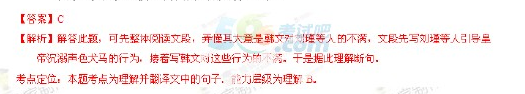 【答案】C
【解析】解答此题，可先整体阅读文段，弄懂其大意是韩文对刘瑾等人的不满，文段先写刘瑾等人引导皇
帝沉溺声色犬马的行为，接着写韩文对这些行为的不满。于是据此理解断句。
考点定位：本题考点为理解并翻译文中的句子，能力层级为理解 B。